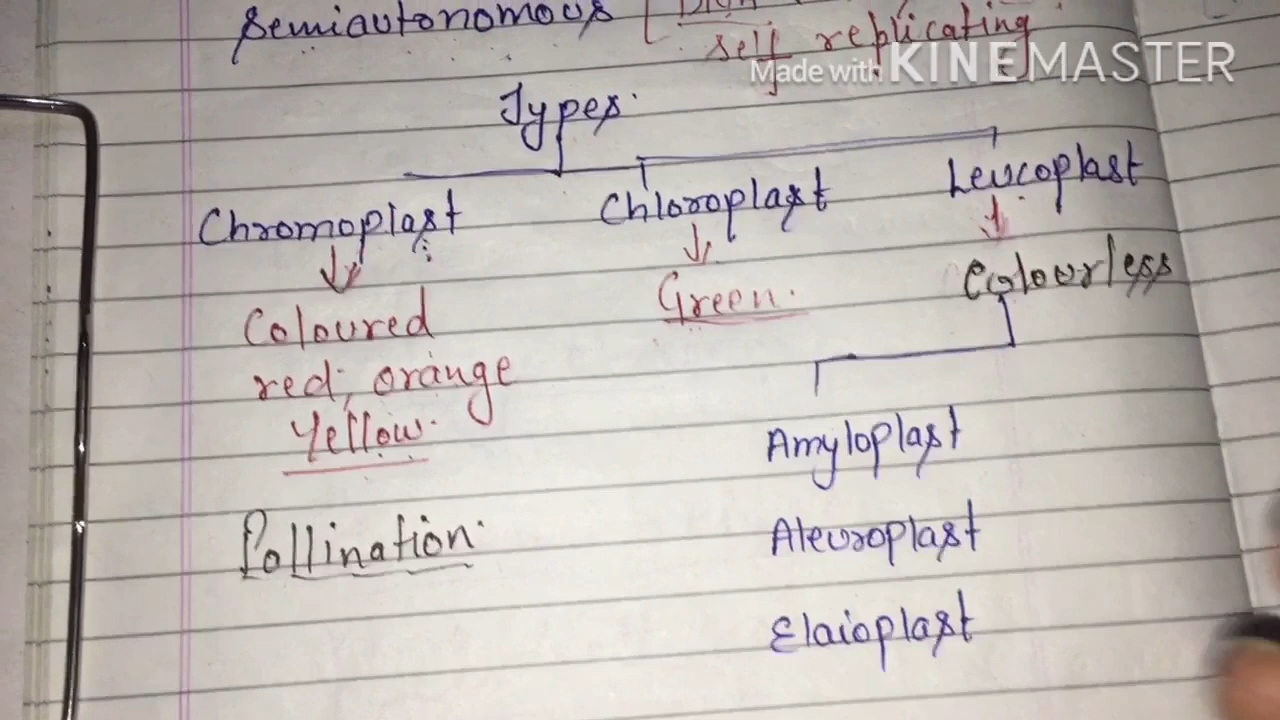 semiautonomous
self replicating
Made with KINEMASTER
Types.
Chromoplast
Chloroplast
Leucoplast
Coloured
red, orange
Yellow.
Green.
Colourless
Pollination.
Amyloplast
Aleuroplast
Elaioplast